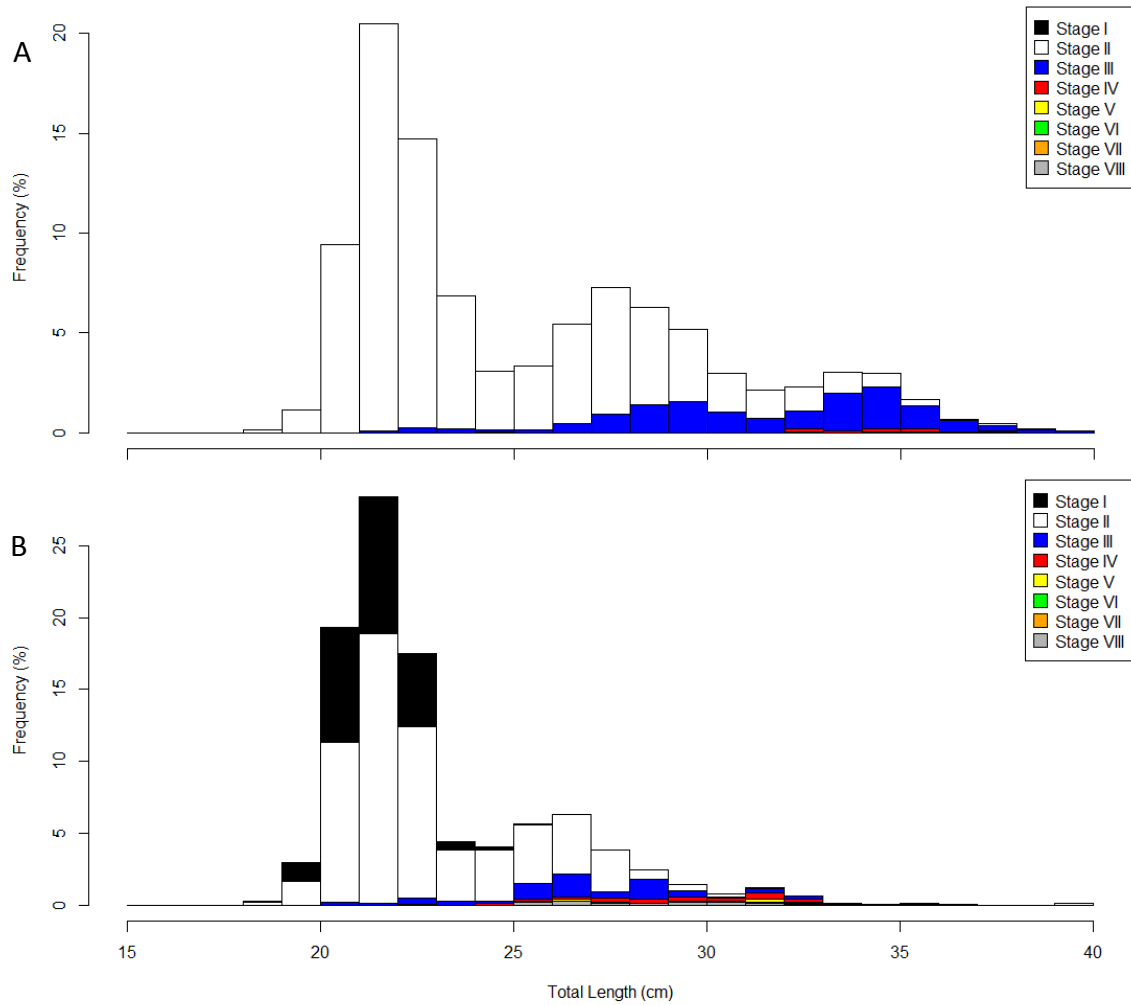 A
Frequency (%)
20
15
10
5
0
Stage I
Stage II
Stage III
Stage IV
Stage V
Stage VI
Stage VII
Stage VIII
B
Frequency (%)
25
20
15
10
5
0
Stage I
Stage II
Stage III
Stage IV
Stage V
Stage VI
Stage VII
Stage VIII
15 20 25 30 35 40
Total Length (cm)